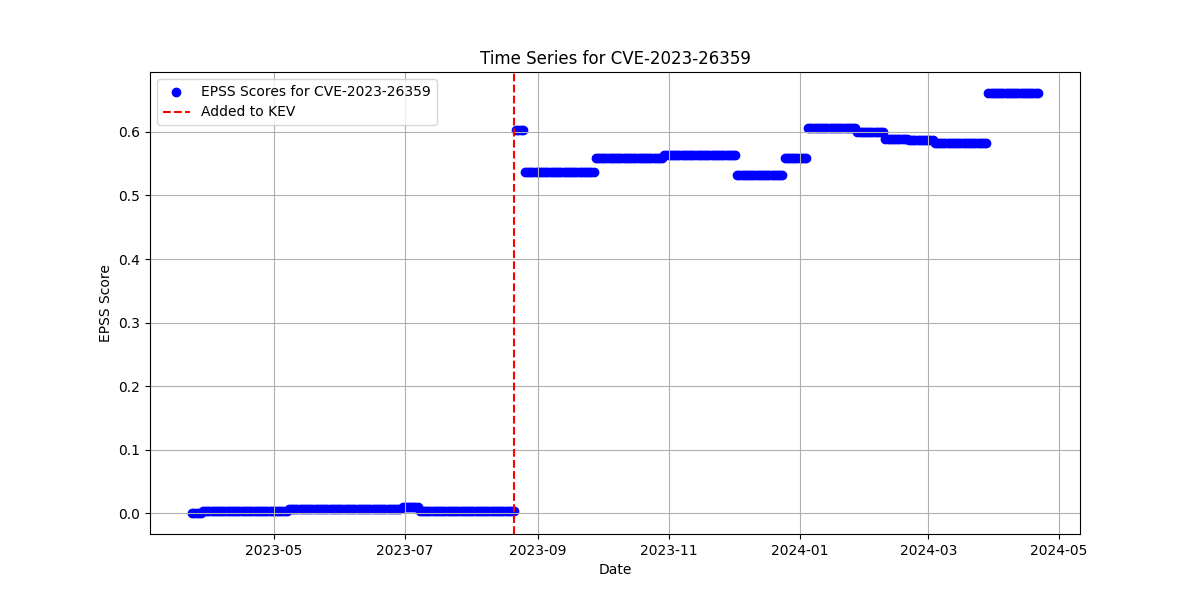 Time Series for CVE-2023-26359
EPSS Scores for CVE-2023-26359
Added to KEV
EPSS Score
0.6
0.5
0.4
0.3
0.2
0.1
0.0
2023-05
2023-07
2023-09
2023-11
2024-01
2024-03
2024-05
Date